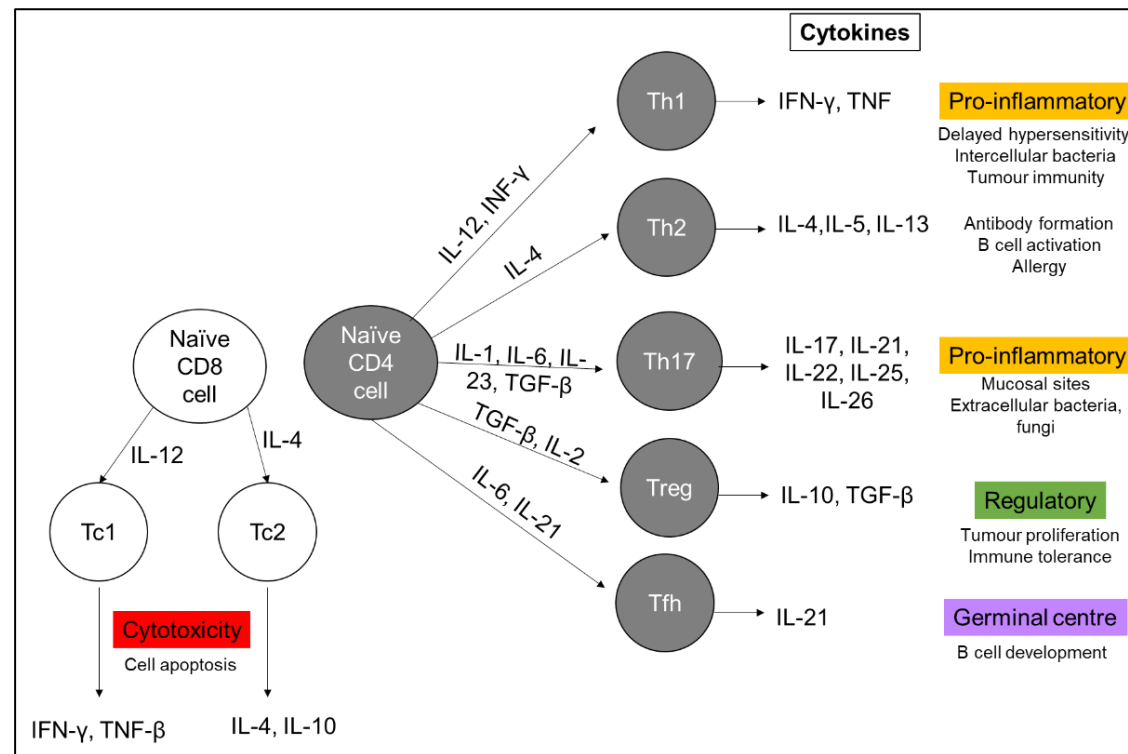 Cytokines
Th1
IFN-γ, TNF
Pro-inflammatory
Delayed hypersensitivity
Intercellular bacteria
Tumour immunity
IL-12, INF-γ
Th2
IL-4,IL-5, IL-13
Antibody formation
B cell activation
Allergy
IL-4
Naïve
CD8
cell
Naïve
CD4
cell
IL-1, IL-6, IL-
23, TGF-β
Th17
IL-17, IL-21,
IL-22, IL-25,
IL-26
Pro-inflammatory
Mucosal sites
Extracellular bacteria,
fungi
IL-12
IL-4
TGF-β, IL-2
Treg
IL-10, TGF-β
Regulatory
Tumour proliferation
Immune tolerance
Tc1
Tc2
IL-6, IL-21
Tfh
IL-21
Germinal centre
B cell development
Cytotoxicity
Cell apoptosis
IFN-γ, TNF-β
IL-4, IL-10